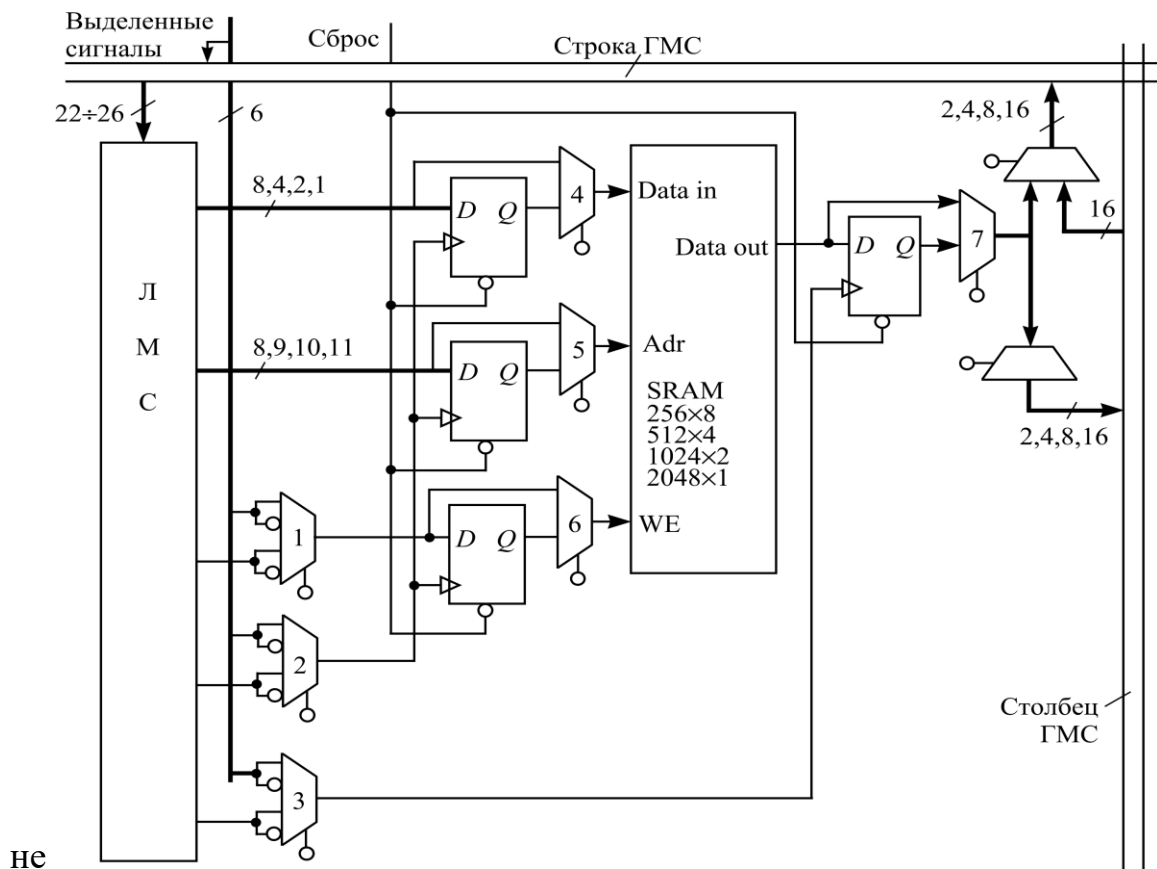 Выделенные
сигналы
Сброс
Строка ГМС
22÷26
6
2,4,8,16
8,4,2,1
4
Data in
D Q
16
Data out
D Q
7
Л
М
С
8,9,10,11
5
Adr
D Q
SRAM
256×8
512×4
1024×2
2048×1
2,4,8,16
1
6
WE
D Q
2
Столбец
ГМС
3
не